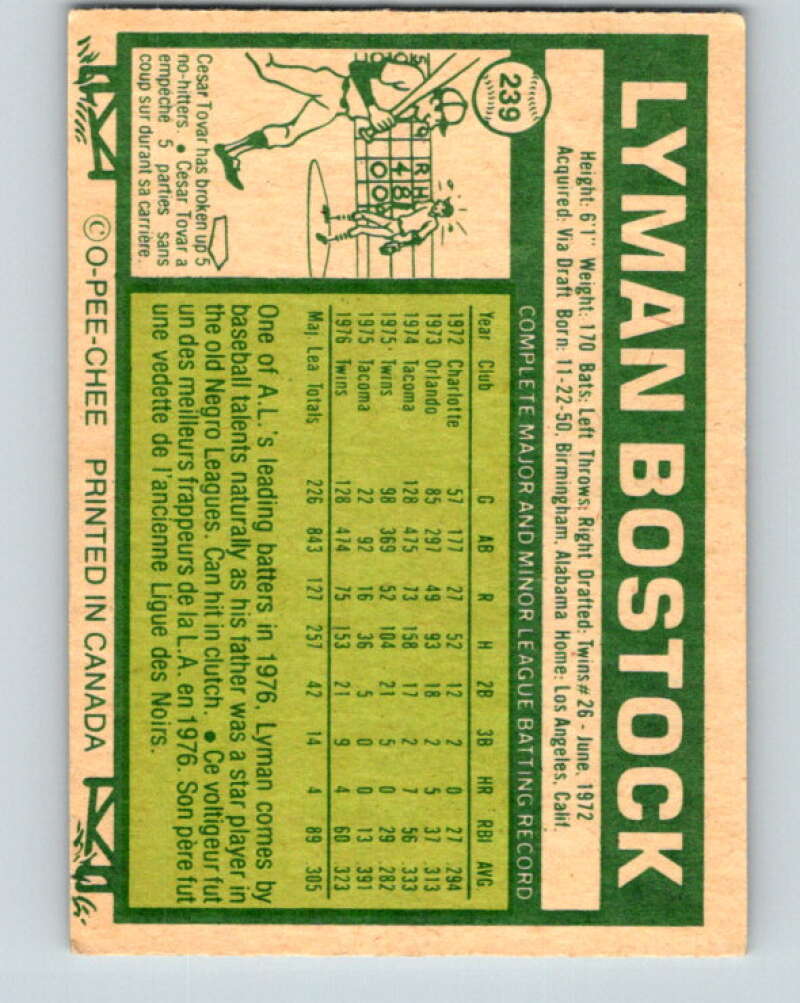 LYMAN BOSTOCK
239
Height: 6'1" Weight: 170 Bats: Left Throws: Right Drafted: Twins #26 - June, 1972
Acquired: Via Draft Born: 11-22-50, Birmingham, Alabama Home: Los Angeles, Calif.
COMPLETE MAJOR AND MINOR LEAGUE BATTING RECORD
Year Club G AB R H 2B 3B HR RBI AVG.
1972 Charlotte 57 177 27 52 12 2 0 27 .294
1973 Orlando 85 297 49 93 18 2 5 37 .313
1974 Tacoma 128 475 73 158 17 2 7 56 .333
1975 Twins 98 369 52 104 21 5 0 29 .282
1975 Tacoma 22 92 16 36 5 0 0 13 .391
1976 Twins 128 474 75 153 21 9 4 60 .323
Maj. Lea Totals 226 843 127 257 42 14 4 89 .305
One of A.L.'s leading batters in 1976, Lyman comes by
baseball talents naturally as his father was a star player in
the old Negro Leagues. Can hit in clutch. • Ce voltigeur fut
un des meilleurs frappeurs de la L.A. en 1976. Son père fut
une vedette de l'ancienne Ligue des Noirs.
R H
4 8
0 0
Cesar Tovar has broken up 5
no-hitters. • Cesar Tovar a
empêché 5 parties sans
coup sur durant sa carrière.
© O-PEE-CHEE PRINTED IN CANADA